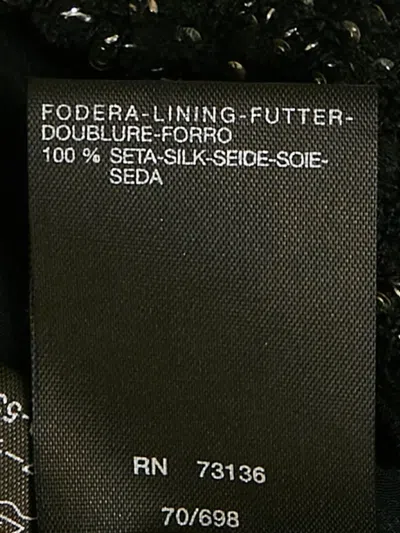 FODERA-LINING-FUTTER-
DOUBLURE-FORRO
100 % SETA-SILK-SEIDE-SOIE-
SEDA
RN 73136
70/698